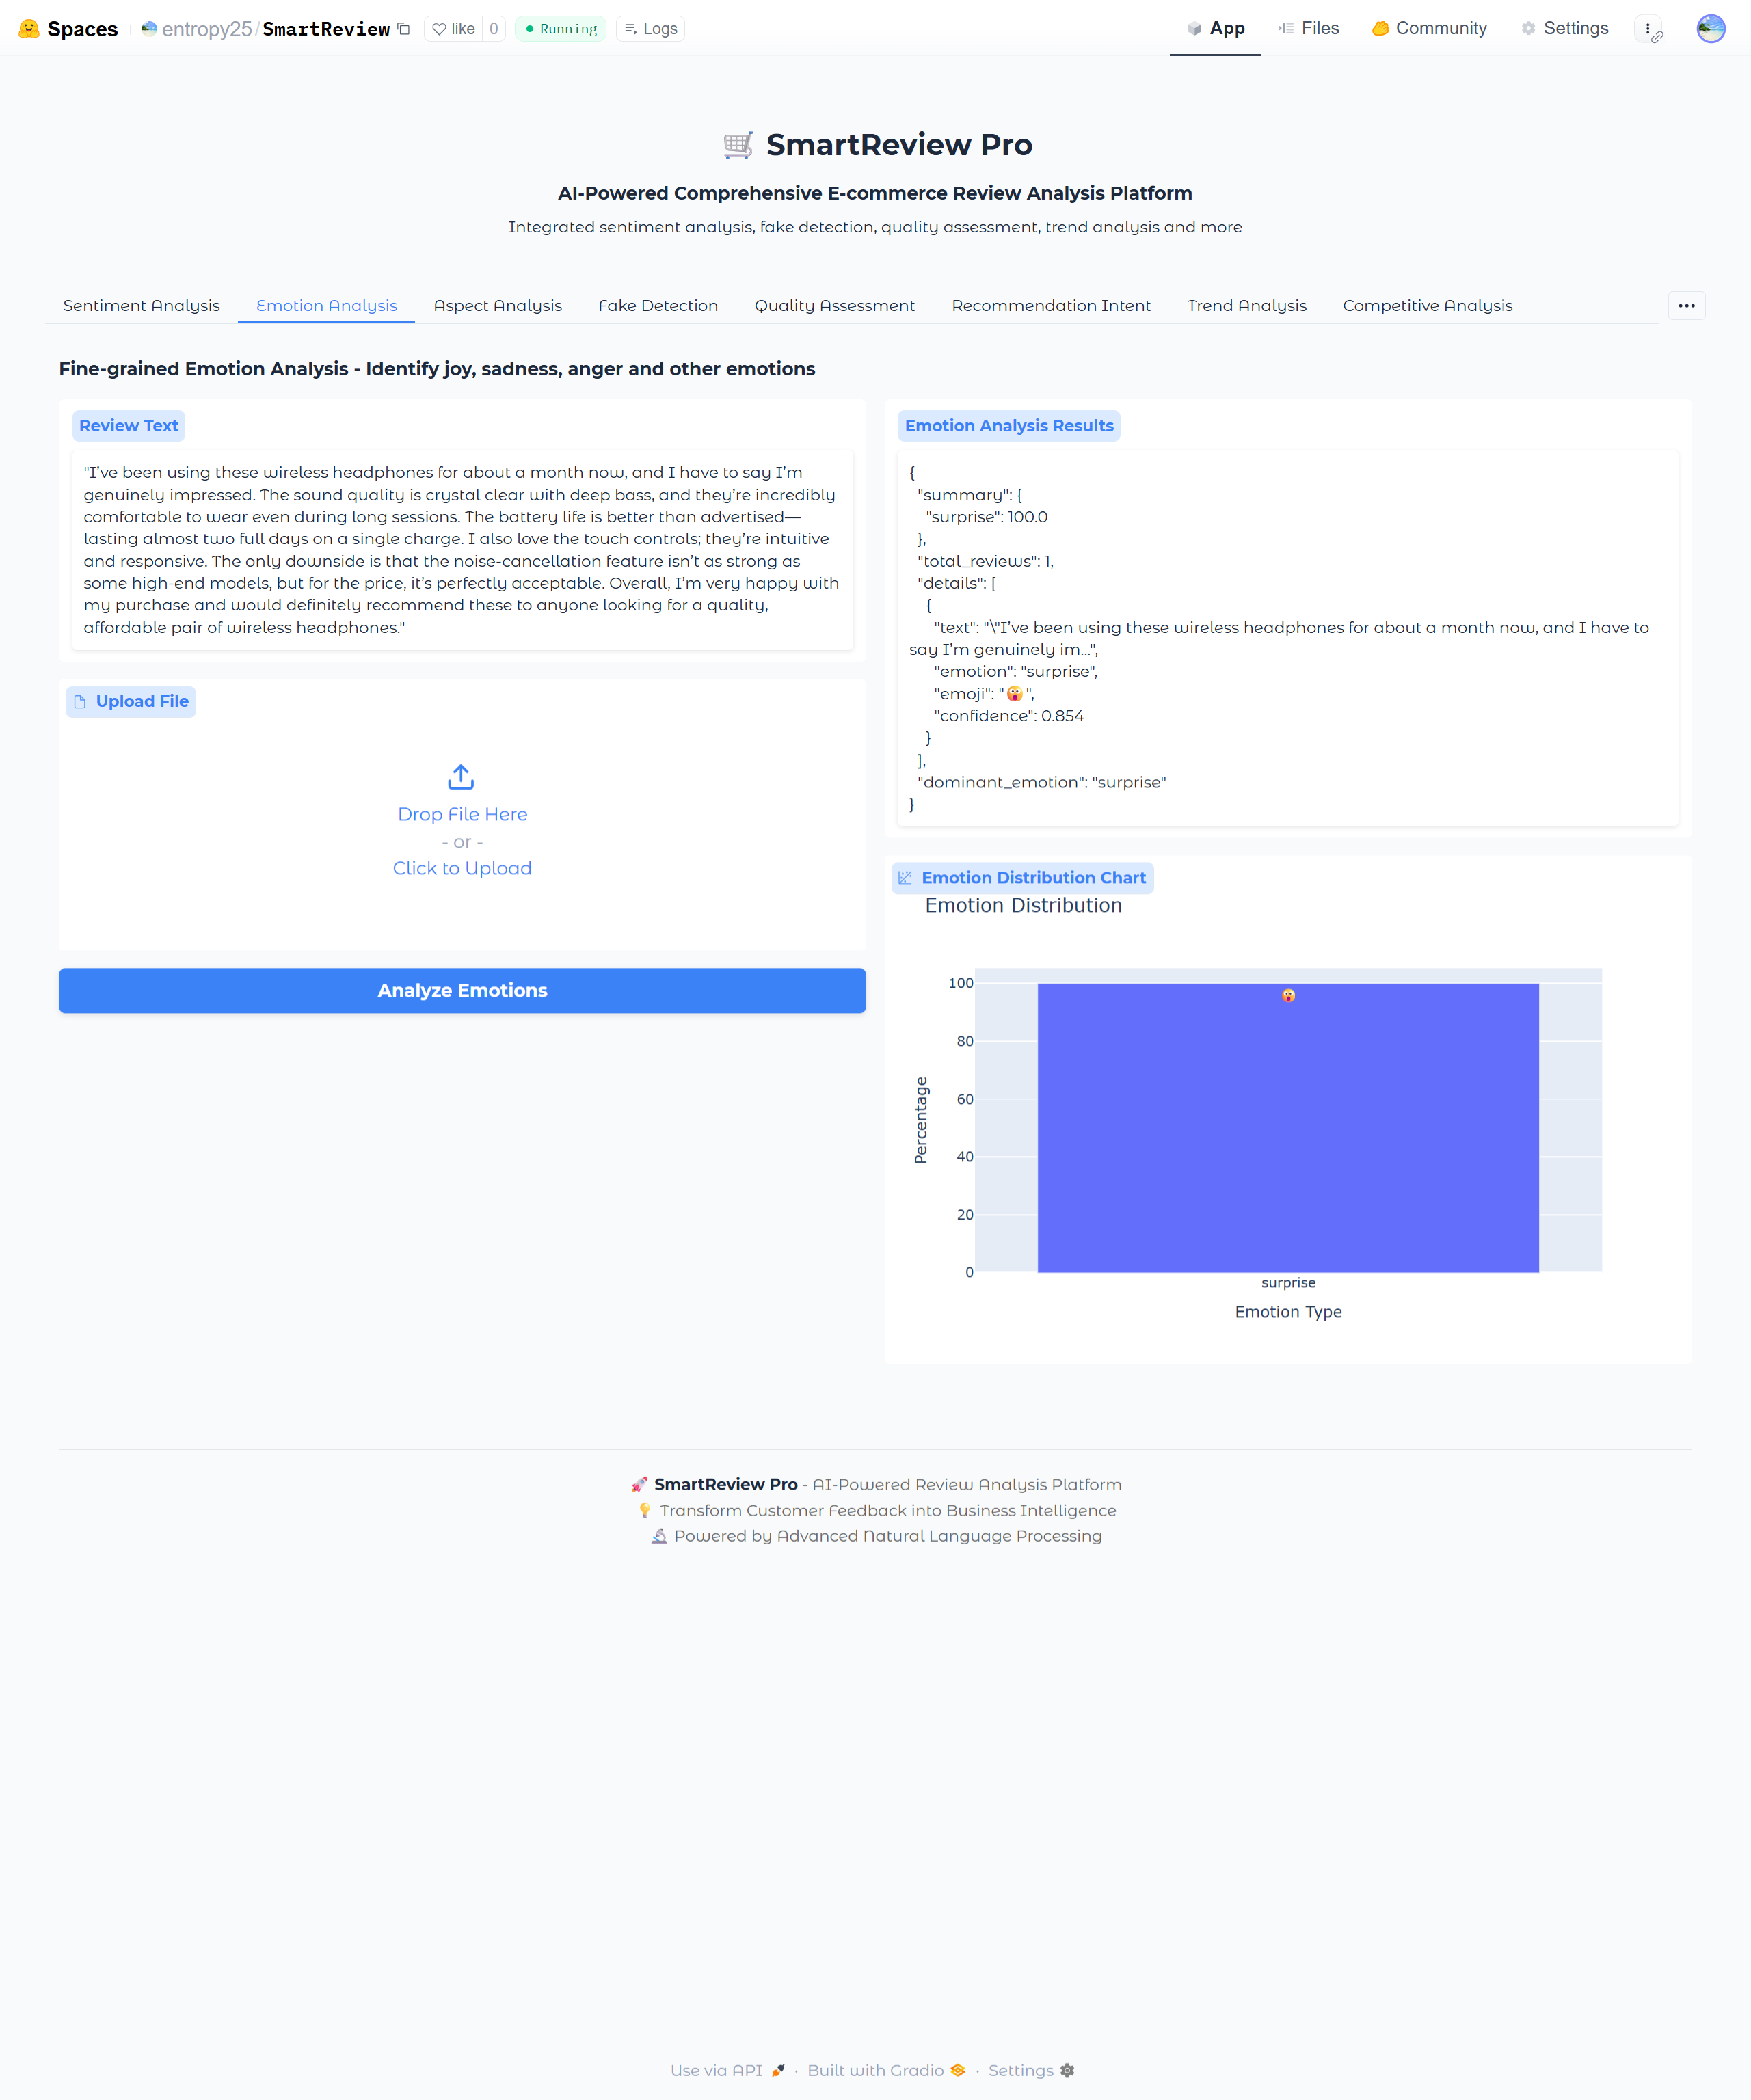 Spaces
entropy25/SmartReview
like 0
Running
Logs
App
Files
Community
Settings
🛒 SmartReview Pro
AI-Powered Comprehensive E-commerce Review Analysis Platform
Integrated sentiment analysis, fake detection, quality assessment, trend analysis and more
Sentiment Analysis
Emotion Analysis
Aspect Analysis
Fake Detection
Quality Assessment
Recommendation Intent
Trend Analysis
Competitive Analysis
Fine-grained Emotion Analysis - Identify joy, sadness, anger and other emotions
Review Text
"I’ve been using these wireless headphones for about a month now, and I have to say I’m
genuinely impressed. The sound quality is crystal clear with deep bass, and they’re incredibly
comfortable to wear even during long sessions. The battery life is better than advertised—
lasting almost two full days on a single charge. I also love the touch controls; they’re intuitive
and responsive. The only downside is that the noise-cancellation feature isn’t as strong as
some high-end models, but for the price, it’s perfectly acceptable. Overall, I’m very happy with
my purchase and would definitely recommend these to anyone looking for a quality,
affordable pair of wireless headphones."
Upload File
Drop File Here
- or -
Click to Upload
Analyze Emotions
Emotion Analysis Results
{
"summary": {
"surprise": 100.0
},
"total_reviews": 1,
"details": [
{
"text": "\"I’ve been using these wireless headphones for about a month now, and I have to
say I’m genuinely im...",
"emotion": "surprise",
"emoji": "😲",
"confidence": 0.854
}
],
"dominant_emotion": "surprise"
}
Emotion Distribution Chart
Emotion Distribution
100
80
60
40
20
0
Percentage
surprise
Emotion Type
🚀 SmartReview Pro - AI-Powered Review Analysis Platform
💡 Transform Customer Feedback into Business Intelligence
🔬 Powered by Advanced Natural Language Processing
Use via API · Built with Gradio · Settings